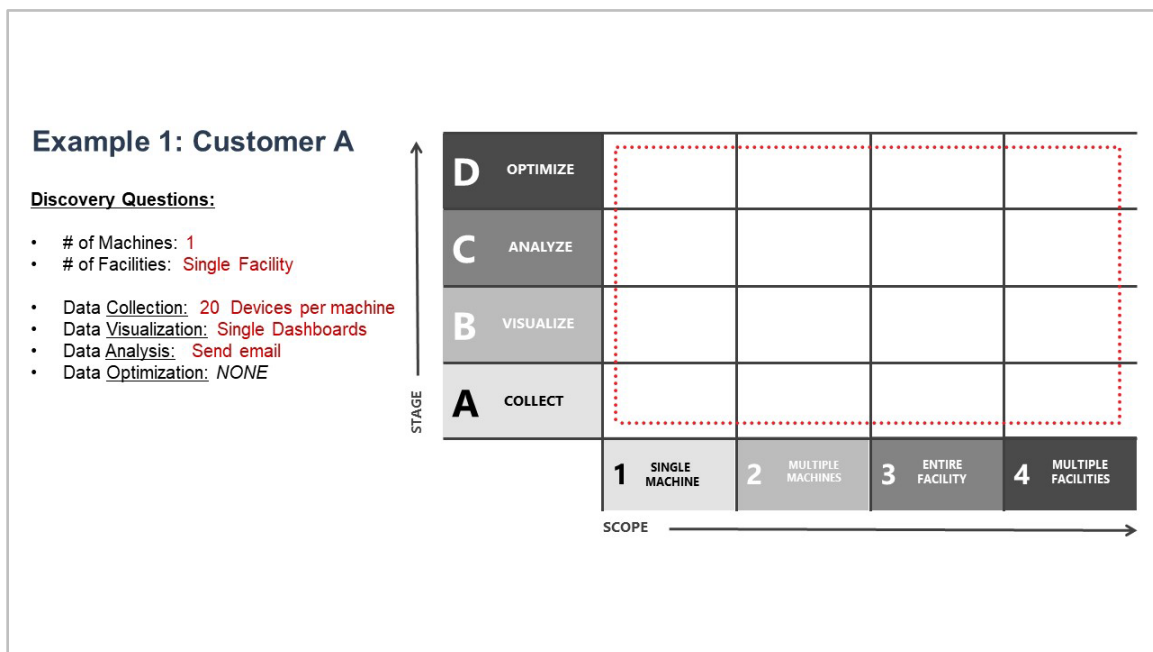 Example 1: Customer A
Discovery Questions:
• # of Machines: 1
• # of Facilities: Single Facility
• Data Collection: 20 Devices per machine
• Data Visualization: Single Dashboards
• Data Analysis: Send email
• Data Optimization: NONE
STAGE
D OPTIMIZE
C ANALYZE
B VISUALIZE
A COLLECT
1 SINGLE
MACHINE
2 MULTIPLE
MACHINES
3 ENTIRE
FACILITY
4 MULTIPLE
FACILITIES
SCOPE